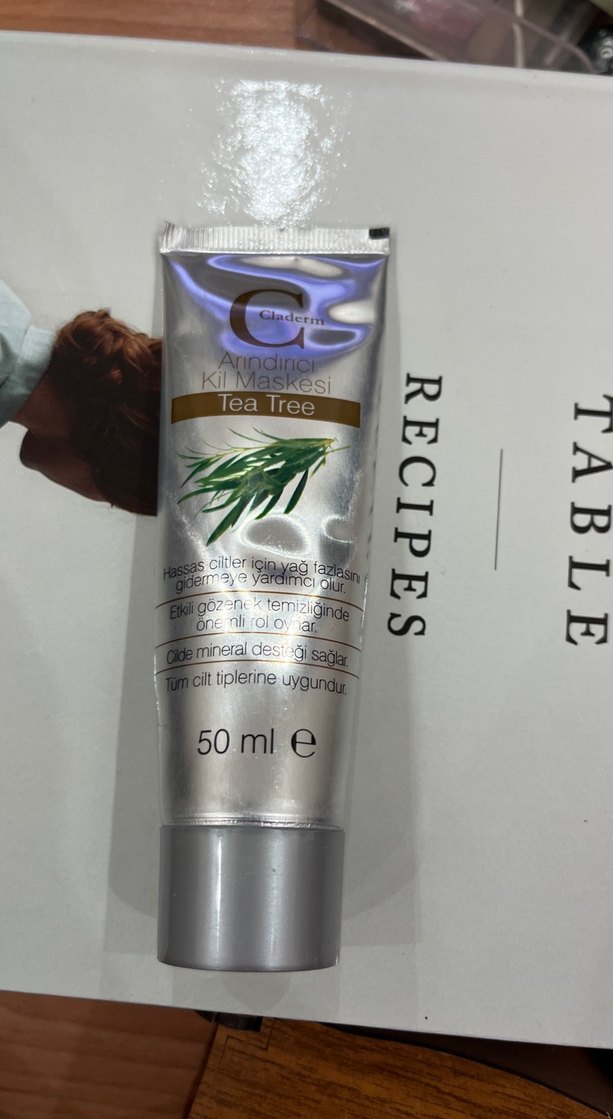 C
Claderm
Arındırıcı
Kil Maskesi
Tea Tree
Hassas ciltler için yağ fazlasını
gidermeye yardımcı olur.
Etkili gözenek temizliğinde
önemli rol oynar.
Cilde mineral desteği sağlar.
Tüm cilt tiplerine uygundur.
50 ml e
TABLE
RECIPES